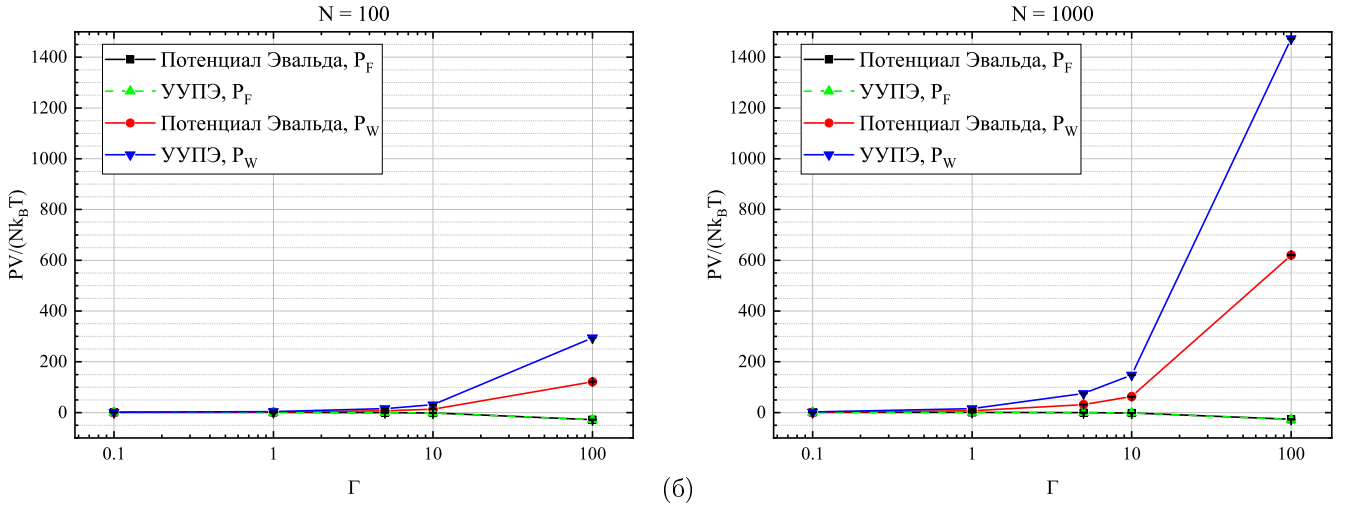 N = 100
1400
1200
1000
800
600
400
200
0
PV/(Nk_BT)
Потенциал Эвальда, P_F
УУПЭ, P_F
Потенциал Эвальда, P_W
УУПЭ, P_W
0.1
1
10
100
Γ
(б)
N = 1000
1400
1200
1000
800
600
400
200
0
PV/(Nk_BT)
Потенциал Эвальда, P_F
УУПЭ, P_F
Потенциал Эвальда, P_W
УУПЭ, P_W
0.1
1
10
100
Γ